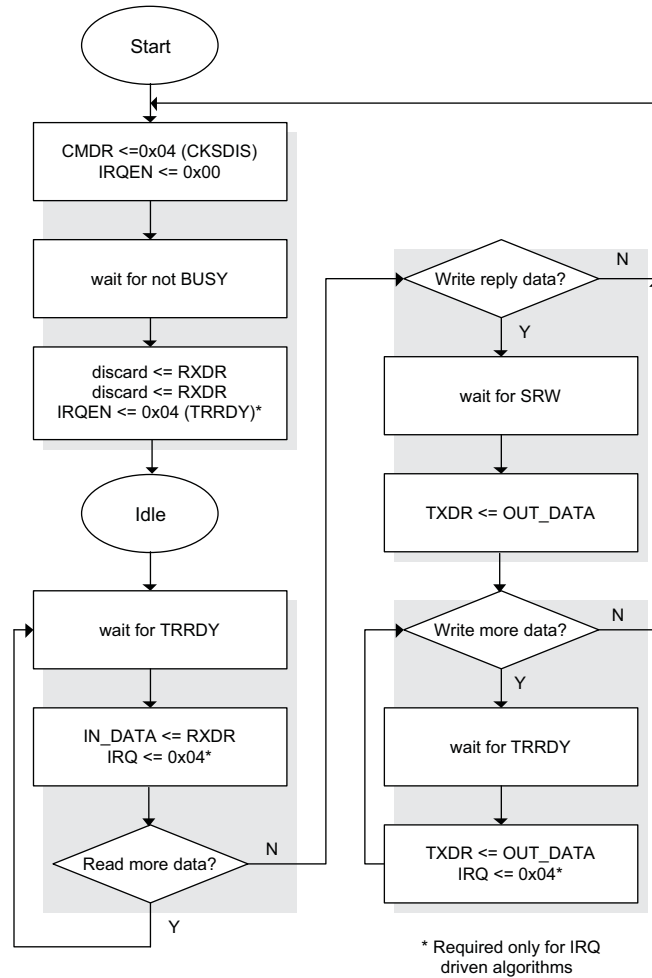 Start
CMDR <=0x04 (CKSDIS)
IRQEN <= 0x00
wait for not BUSY
discard <= RXDR
discard <= RXDR
IRQEN <= 0x04 (TRRDY)*
Idle
wait for TRRDY
IN_DATA <= RXDR
IRQ <= 0x04*
Read more data?
N
Y
Write reply data?
N
Y
wait for SRW
TXDR <= OUT_DATA
Write more data?
N
Y
wait for TRRDY
TXDR <= OUT_DATA
IRQ <= 0x04*
* Required only for IRQ
driven algorithms